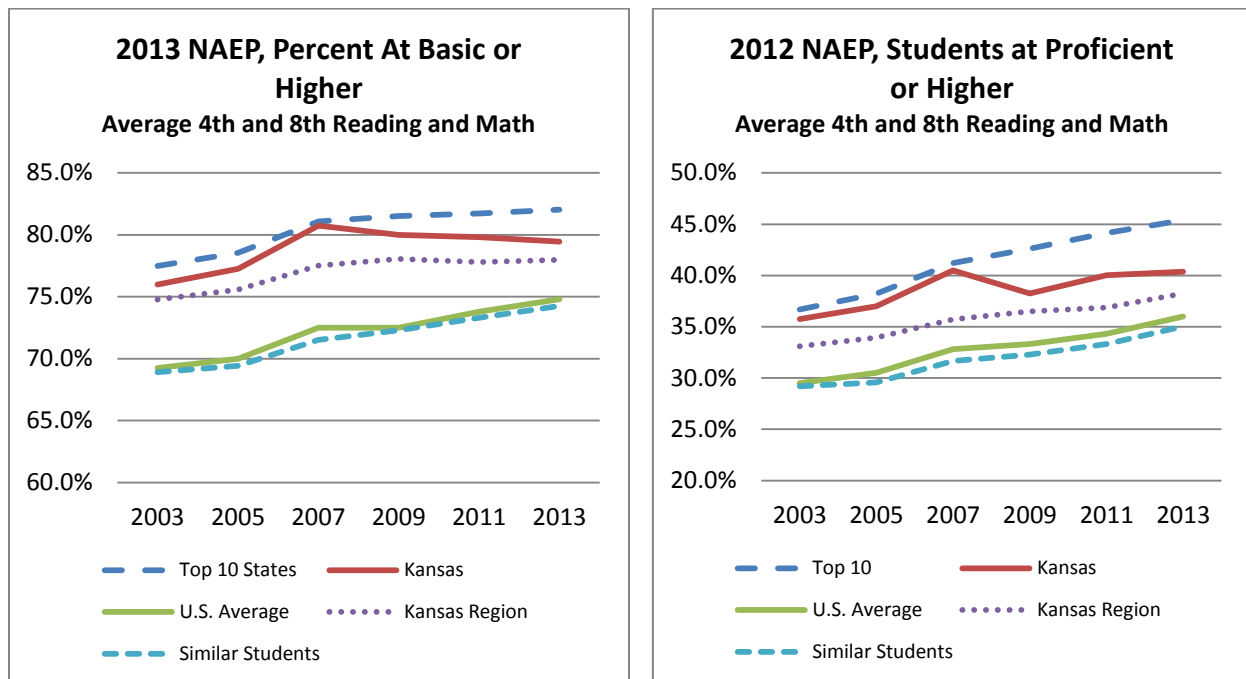 2013 NAEP, Percent At Basic or
Higher
Average 4th and 8th Reading and Math
85.0%
80.0%
75.0%
70.0%
65.0%
60.0%
2003 2005 2007 2009 2011 2013
Top 10 States Kansas
U.S. Average Kansas Region
Similar Students
2012 NAEP, Students at Proficient
or Higher
Average 4th and 8th Reading and Math
50.0%
45.0%
40.0%
35.0%
30.0%
25.0%
20.0%
2003 2005 2007 2009 2011 2013
Top 10 Kansas
U.S. Average Kansas Region
Similar Students